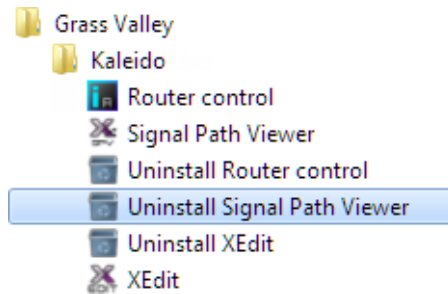 Grass Valley
Kaleido
Router control
Signal Path Viewer
Uninstall Router control
Uninstall Signal Path Viewer
Uninstall XEdit
XEdit